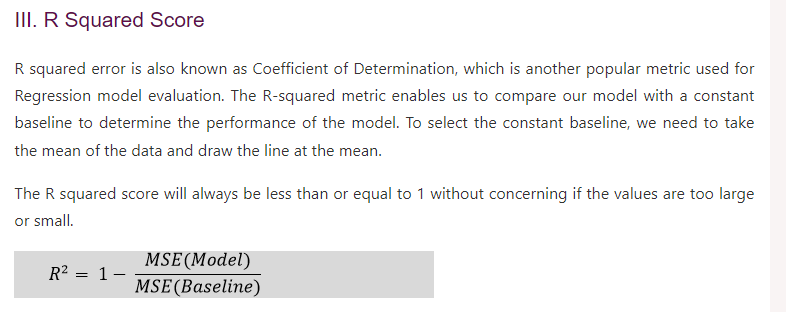 III. R Squared Score
R squared error is also known as Coefficient of Determination, which is another popular metric used for
Regression model evaluation. The R-squared metric enables us to compare our model with a constant
baseline to determine the performance of the model. To select the constant baseline, we need to take
the mean of the data and draw the line at the mean.
The R squared score will always be less than or equal to 1 without concerning if the values are too large
or small.
R² = 1 − MSE(Model) / MSE(Baseline)